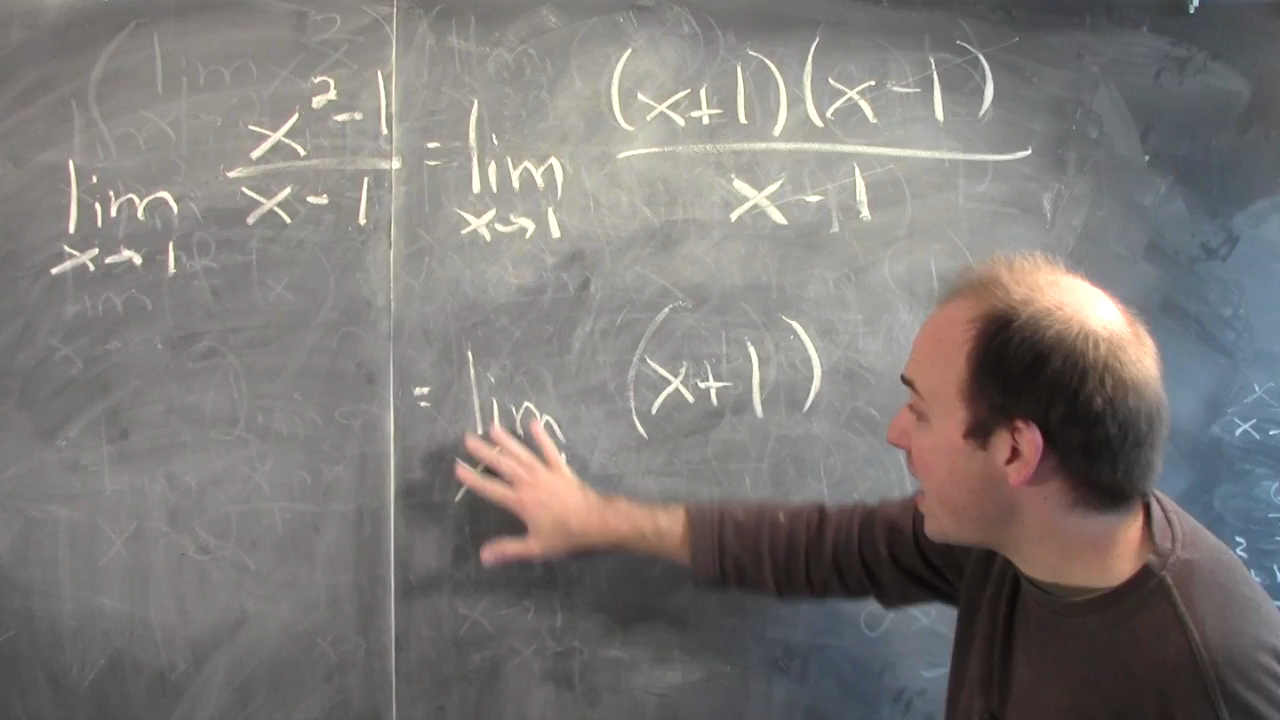 lim x→1 x²-1 / x-1 = lim x→1 (x+1)(x-1) / x-1
= lim (x+1)